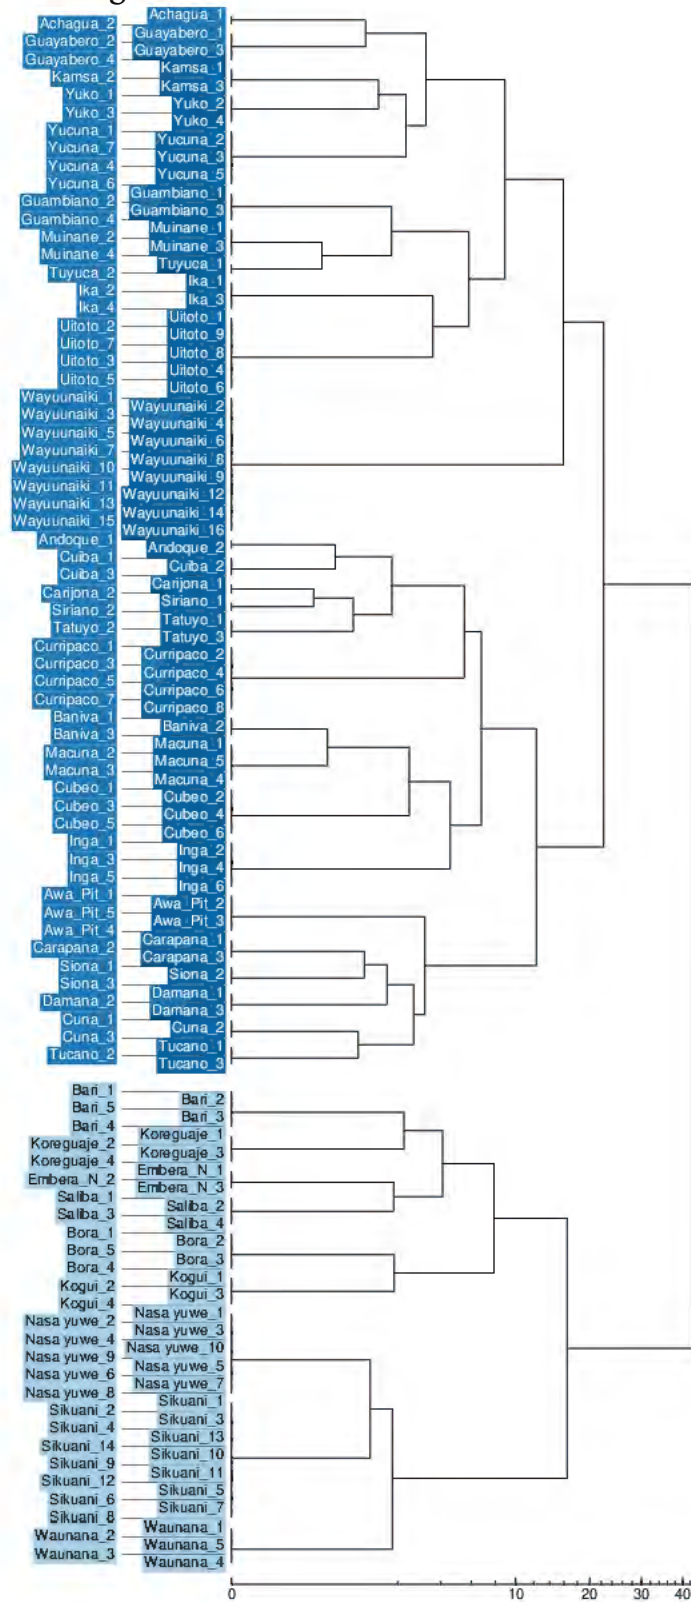 Achagua_1
Achagua_2
Guayabero_1
Guayabero_2
Guayabero_3
Guayabero_4
Kamsa_1
Kamsa_2
Kamsa_3
Yuko_1
Yuko_2
Yuko_3
Yuko_4
Yucuna_1
Yucuna_2
Yucuna_7
Yucuna_3
Yucuna_4
Yucuna_5
Yucuna_6
Guambiano_1
Guambiano_2
Guambiano_3
Guambiano_4
Muinane_1
Muinane_2
Muinane_3
Muinane_4
Tuyuca_1
Tuyuca_2
Ika_1
Ika_2
Ika_3
Ika_4
Uitoto_1
Uitoto_2
Uitoto_9
Uitoto_7
Uitoto_8
Uitoto_3
Uitoto_4
Uitoto_5
Uitoto_6
Wayuunaiki_1
Wayuunaiki_2
Wayuunaiki_3
Wayuunaiki_4
Wayuunaiki_5
Wayuunaiki_6
Wayuunaiki_7
Wayuunaiki_8
Wayuunaiki_10
Wayuunaiki_9
Wayuunaiki_11
Wayuunaiki_12
Wayuunaiki_13
Wayuunaiki_14
Wayuunaiki_15
Wayuunaiki_16
Andoque_1
Andoque_2
Cuiba_1
Cuiba_2
Cuiba_3
Carijona_1
Carijona_2
Siriano_1
Siriano_2
Tatuyo_1
Tatuyo_2
Tatuyo_3
Curripaco_1
Curripaco_2
Curripaco_3
Curripaco_4
Curripaco_5
Curripaco_6
Curripaco_7
Curripaco_8
Baniva_1
Baniva_2
Baniva_3
Macuna_1
Macuna_2
Macuna_5
Macuna_3
Macuna_4
Cubeo_1
Cubeo_2
Cubeo_3
Cubeo_4
Cubeo_5
Cubeo_6
Inga_1
Inga_2
Inga_3
Inga_4
Inga_5
Inga_6
Awa_Pit_1
Awa_Pit_2
Awa_Pit_5
Awa_Pit_3
Awa_Pit_4
Carapana_1
Carapana_2
Carapana_3
Siona_1
Siona_2
Siona_3
Damana_1
Damana_2
Damana_3
Cuna_1
Cuna_2
Cuna_3
Tucano_1
Tucano_2
Tucano_3
Bari_1
Bari_2
Bari_5
Bari_3
Bari_4
Koreguaje_1
Koreguaje_2
Koreguaje_3
Koreguaje_4
Embera_N_1
Embera_N_2
Embera_N_3
Saliba_1
Saliba_2
Saliba_3
Saliba_4
Bora_1
Bora_2
Bora_5
Bora_3
Bora_4
Kogui_1
Kogui_2
Kogui_3
Kogui_4
Nasa yuwe_1
Nasa yuwe_2
Nasa yuwe_3
Nasa yuwe_4
Nasa yuwe_10
Nasa yuwe_9
Nasa yuwe_5
Nasa yuwe_6
Nasa yuwe_7
Nasa yuwe_8
Sikuani_1
Sikuani_2
Sikuani_3
Sikuani_4
Sikuani_13
Sikuani_14
Sikuani_10
Sikuani_9
Sikuani_11
Sikuani_12
Sikuani_5
Sikuani_6
Sikuani_7
Sikuani_8
Waunana_1
Waunana_2
Waunana_5
Waunana_3
Waunana_4
0 10 20 30 40